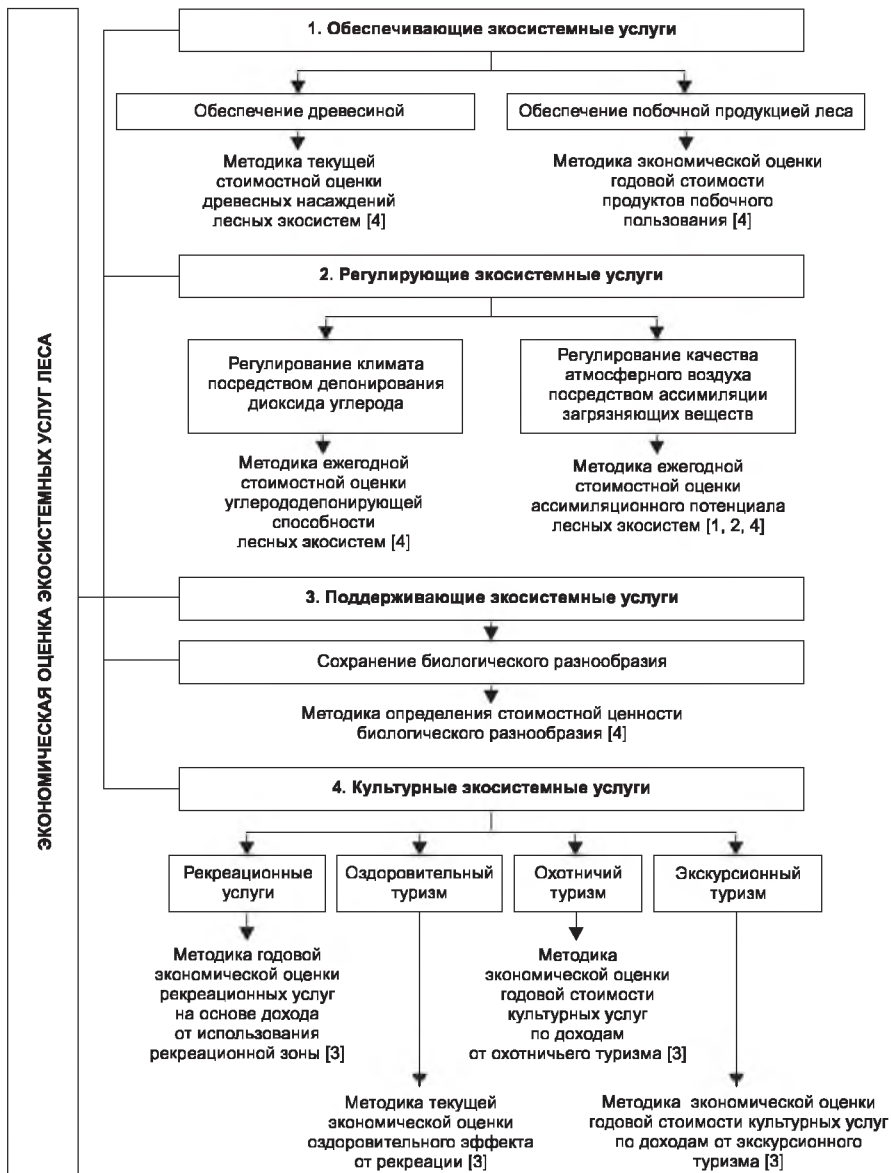 ЭКОНОМИЧЕСКАЯ ОЦЕНКА ЭКОСИСТЕМНЫХ УСЛУГ ЛЕСА
1. Обеспечивающие экосистемные услуги
Обеспечение древесиной
Методика текущей
стоимостной оценки
древесных насаждений
лесных экосистем [4]
Обеспечение побочной продукцией леса
Методика экономической оценки
годовой стоимости
продуктов побочного
пользования [4]
2. Регулирующие экосистемные услуги
Регулирование климата
посредством депонирования
диоксида углерода
Методика ежегодной
стоимостной оценки
углерододепонирующей
способности
лесных экосистем [4]
Регулирование качества
атмосферного воздуха
посредством ассимиляции
загрязняющих веществ
Методика ежегодной
стоимостной оценки
ассимиляционного потенциала
лесных экосистем [1, 2, 4]
3. Поддерживающие экосистемные услуги
Сохранение биологического разнообразия
Методика определения стоимостной ценности
биологического разнообразия [4]
4. Культурные экосистемные услуги
Рекреационные
услуги
Методика годовой
экономической оценки
рекреационных услуг
на основе дохода
от использования
рекреационной зоны [3]
Оздоровительный
туризм
Методика текущей
экономической оценки
оздоровительного эффекта
от рекреации [3]
Охотничий
туризм
Методика
экономической оценки
годовой стоимости
культурных услуг
по доходам
от охотничьего туризма [3]
Экскурсионный
туризм
Методика экономической оценки
годовой стоимости культурных услуг
по доходам от экскурсионного
туризма [3]